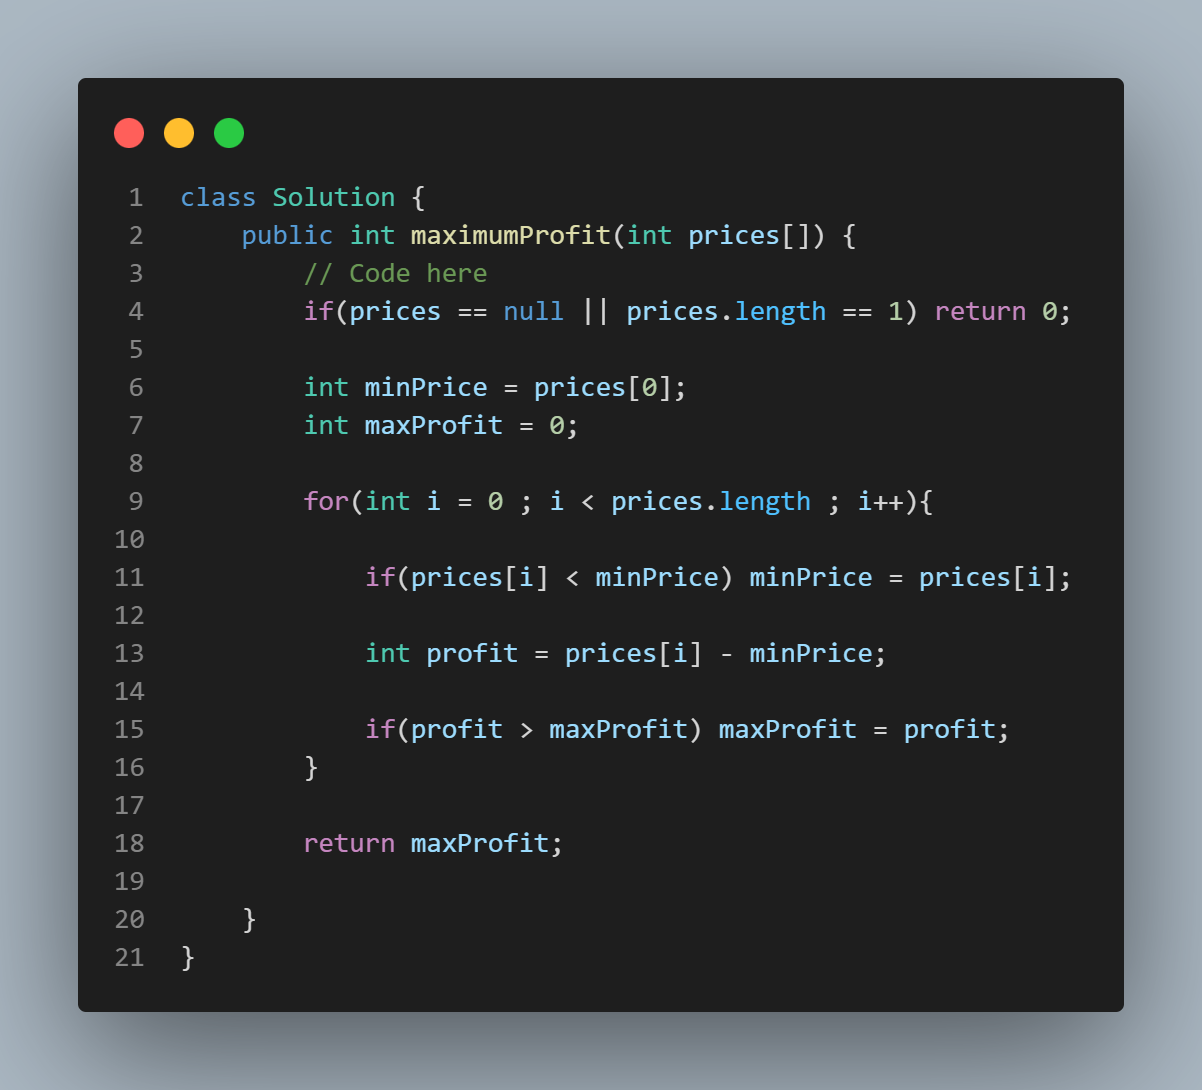 1 class Solution {
2     public int maximumProfit(int prices[]) {
3         // Code here
4         if(prices == null || prices.length == 1) return 0;
5
6         int minPrice = prices[0];
7         int maxProfit = 0;
8
9         for(int i = 0 ; i < prices.length ; i++){
10
11             if(prices[i] < minPrice) minPrice = prices[i];
12
13             int profit = prices[i] - minPrice;
14
15             if(profit > maxProfit) maxProfit = profit;
16         }
17
18         return maxProfit;
19
20     }
21 }